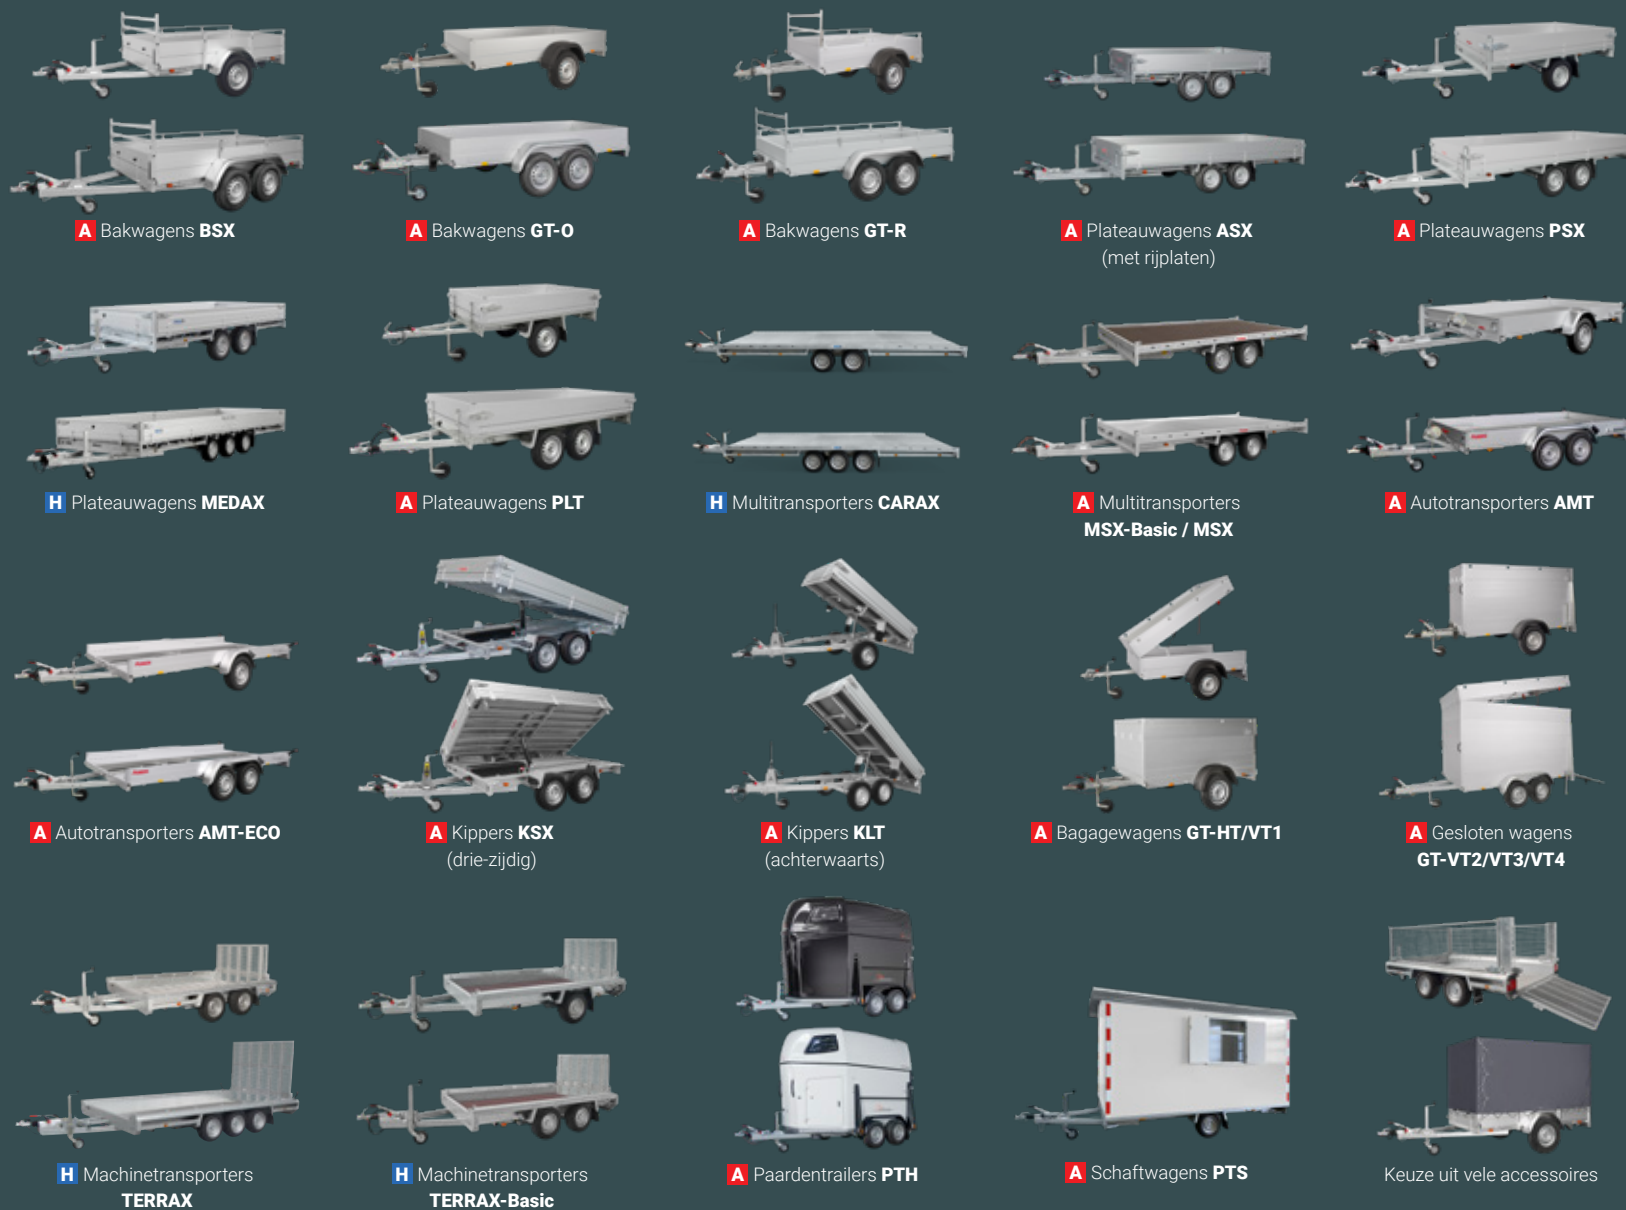 A Bakwagens BSX
A Bakwagens GT-O
A Bakwagens GT-R
A Plateauwagens ASX
(met rijplaten)
A Plateauwagens PSX
H Plateauwagens MEDAX
A Plateauwagens PLT
H Multitransporters CARAX
A Multitransporters
MSX-Basic / MSX
A Autotransporters AMT
A Autotransporters AMT-ECO
A Kippers KSX
(drie-zijdig)
A Kippers KLT
(achterwaarts)
A Bagagewagens GT-HT/VT1
A Gesloten wagens
GT-VT2/VT3/VT4
H Machinetransporters
TERRAX
H Machinetransporters
TERRAX-Basic
A Paardentrailers PTH
A Schaftwagens PTS
Keuze uit vele accessoires